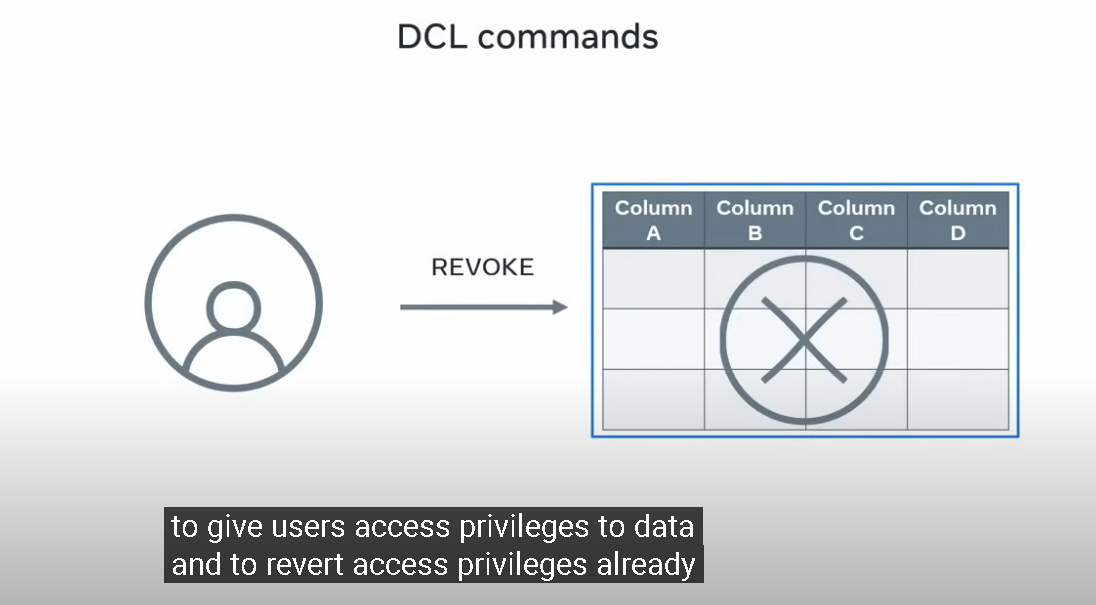 DCL commands
REVOKE
Column A
Column B
Column C
Column D
to give users access privileges to data
and to revert access privileges already